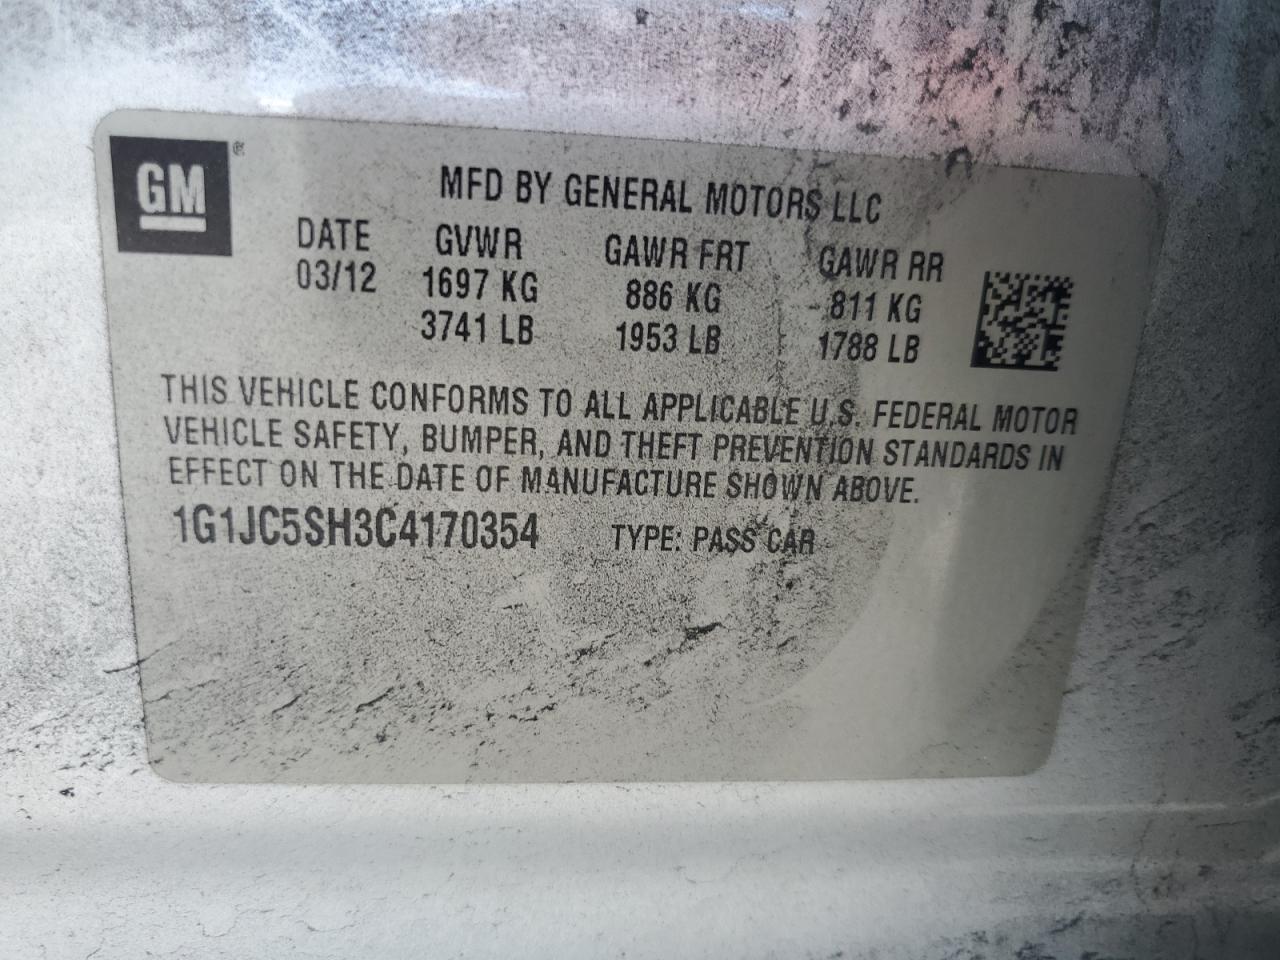 GM®
MFD BY GENERAL MOTORS LLC
DATE GVWR GAWR FRT GAWR RR
03/12 1697 KG 886 KG 811 KG
3741 LB 1953 LB 1788 LB
THIS VEHICLE CONFORMS TO ALL APPLICABLE U.S. FEDERAL MOTOR
VEHICLE SAFETY, BUMPER, AND THEFT PREVENTION STANDARDS IN
EFFECT ON THE DATE OF MANUFACTURE SHOWN ABOVE.
1G1JC5SH3C4170354 TYPE: PASS CAR